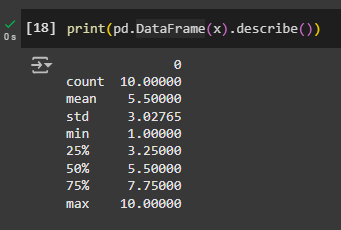 [18] print(pd.DataFrame(x).describe())
0s
0
count 10.00000
mean 5.50000
std 3.02765
min 1.00000
25% 3.25000
50% 5.50000
75% 7.75000
max 10.00000